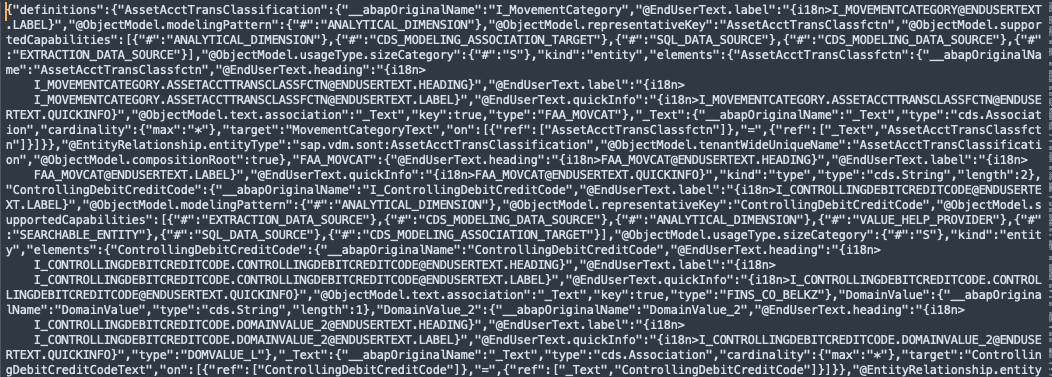 {"definitions":{"AssetAcctTransClassification":{"__abapOriginalName":"I_MovementCategory","@EndUserText.label":"{i18n>I_MOVEMENTCATEGORY@ENDUSERTEXT
.LABEL}","@ObjectModel.modelingPattern":{"#":"ANALYTICAL_DIMENSION"},"@ObjectModel.representativeKey":"AssetAcctTransClassfctn","@ObjectModel.suppor
tedCapabilities":[{"#":"ANALYTICAL_DIMENSION"},{"#":"CDS_MODELING_ASSOCIATION_TARGET"},{"#":"SQL_DATA_SOURCE"},{"#":"CDS_MODELING_DATA_SOURCE"},{"#
":"EXTRACTION_DATA_SOURCE"}],"@ObjectModel.usageType.sizeCategory":{"#":"S"},"kind":"entity","elements":{"AssetAcctTransClassfctn":{"__abapOriginalNa
me":"AssetAcctTransClassfctn","@EndUserText.heading":"{i18n>
I_MOVEMENTCATEGORY.ASSETACCTTRANSCLASSFCTN@ENDUSERTEXT.HEADING}","@EndUserText.label":"{i18n>
I_MOVEMENTCATEGORY.ASSETACCTTRANSCLASSFCTN@ENDUSERTEXT.LABEL}","@EndUserText.quickInfo":"{i18n>I_MOVEMENTCATEGORY.ASSETACCTTRANSCLASSFCTN@ENDUS
ERTEXT.QUICKINFO}","@ObjectModel.text.association":"_Text","key":true,"type":"FAA_MOVCAT"},"_Text":{"__abapOriginalName":"_Text","type":"cds.Associat
ion","cardinality":{"max":"*"},"target":"MovementCategoryText","on":[{"ref":["AssetAcctTransClassfctn"]},"=",{"ref":["_Text","AssetAcctTransClassfct
n"]}]}},"@EntityRelationship.entityType":"sap.vdm.sont:AssetAcctTransClassification","@ObjectModel.tenantWideUniqueName":"AssetAcctTransClassificati
on","@ObjectModel.compositionRoot":true},"FAA_MOVCAT":{"@EndUserText.heading":"{i18n>FAA_MOVCAT@ENDUSERTEXT.HEADING}","@EndUserText.label":"{i18n>
FAA_MOVCAT@ENDUSERTEXT.LABEL}","@EndUserText.quickInfo":"{i18n>FAA_MOVCAT@ENDUSERTEXT.QUICKINFO}","kind":"type","type":"cds.String","length":2},
"ControllingDebitCreditCode":{"__abapOriginalName":"I_ControllingDebitCreditCode","@EndUserText.label":"{i18n>I_CONTROLLINGDEBITCREDITCODE@ENDUSERTE
XT.LABEL}","@ObjectModel.modelingPattern":{"#":"ANALYTICAL_DIMENSION"},"@ObjectModel.representativeKey":"ControllingDebitCreditCode","@ObjectModel.s
upportedCapabilities":[{"#":"EXTRACTION_DATA_SOURCE"},{"#":"CDS_MODELING_DATA_SOURCE"},{"#":"ANALYTICAL_DIMENSION"},{"#":"VALUE_HELP_PROVIDER"},{"#"
:"SEARCHABLE_ENTITY"},{"#":"SQL_DATA_SOURCE"},{"#":"CDS_MODELING_ASSOCIATION_TARGET"}],"@ObjectModel.usageType.sizeCategory":{"#":"S"},"kind":"entit
y","elements":{"ControllingDebitCreditCode":{"__abapOriginalName":"ControllingDebitCreditCode","@EndUserText.heading":"{i18n>
I_CONTROLLINGDEBITCREDITCODE.CONTROLLINGDEBITCREDITCODE@ENDUSERTEXT.HEADING}","@EndUserText.label":"{i18n>
I_CONTROLLINGDEBITCREDITCODE.CONTROLLINGDEBITCREDITCODE@ENDUSERTEXT.LABEL}","@EndUserText.quickInfo":"{i18n>I_CONTROLLINGDEBITCREDITCODE.CONTRO
LLINGDEBITCREDITCODE@ENDUSERTEXT.QUICKINFO}","@ObjectModel.text.association":"_Text","key":true,"type":"FINS_CO_BELKZ"},"DomainValue":{"__abapOrigin
alName":"DomainValue","type":"cds.String","length":1},"DomainValue_2":{"__abapOriginalName":"DomainValue_2","@EndUserText.heading":"{i18n>
I_CONTROLLINGDEBITCREDITCODE.DOMAINVALUE_2@ENDUSERTEXT.HEADING}","@EndUserText.label":"{i18n>
I_CONTROLLINGDEBITCREDITCODE.DOMAINVALUE_2@ENDUSERTEXT.LABEL}","@EndUserText.quickInfo":"{i18n>I_CONTROLLINGDEBITCREDITCODE.DOMAINVALUE_2@ENDUSE
RTEXT.QUICKINFO}","type":"DOMVALUE_L"},"_Text":{"__abapOriginalName":"_Text","type":"cds.Association","cardinality":{"max":"*"},"target":"Controllin
gDebitCreditCodeText","on":[{"ref":["ControllingDebitCreditCode"]},"=",{"ref":["_Text","ControllingDebitCreditCode"]}]}},"@EntityRelationship.entity